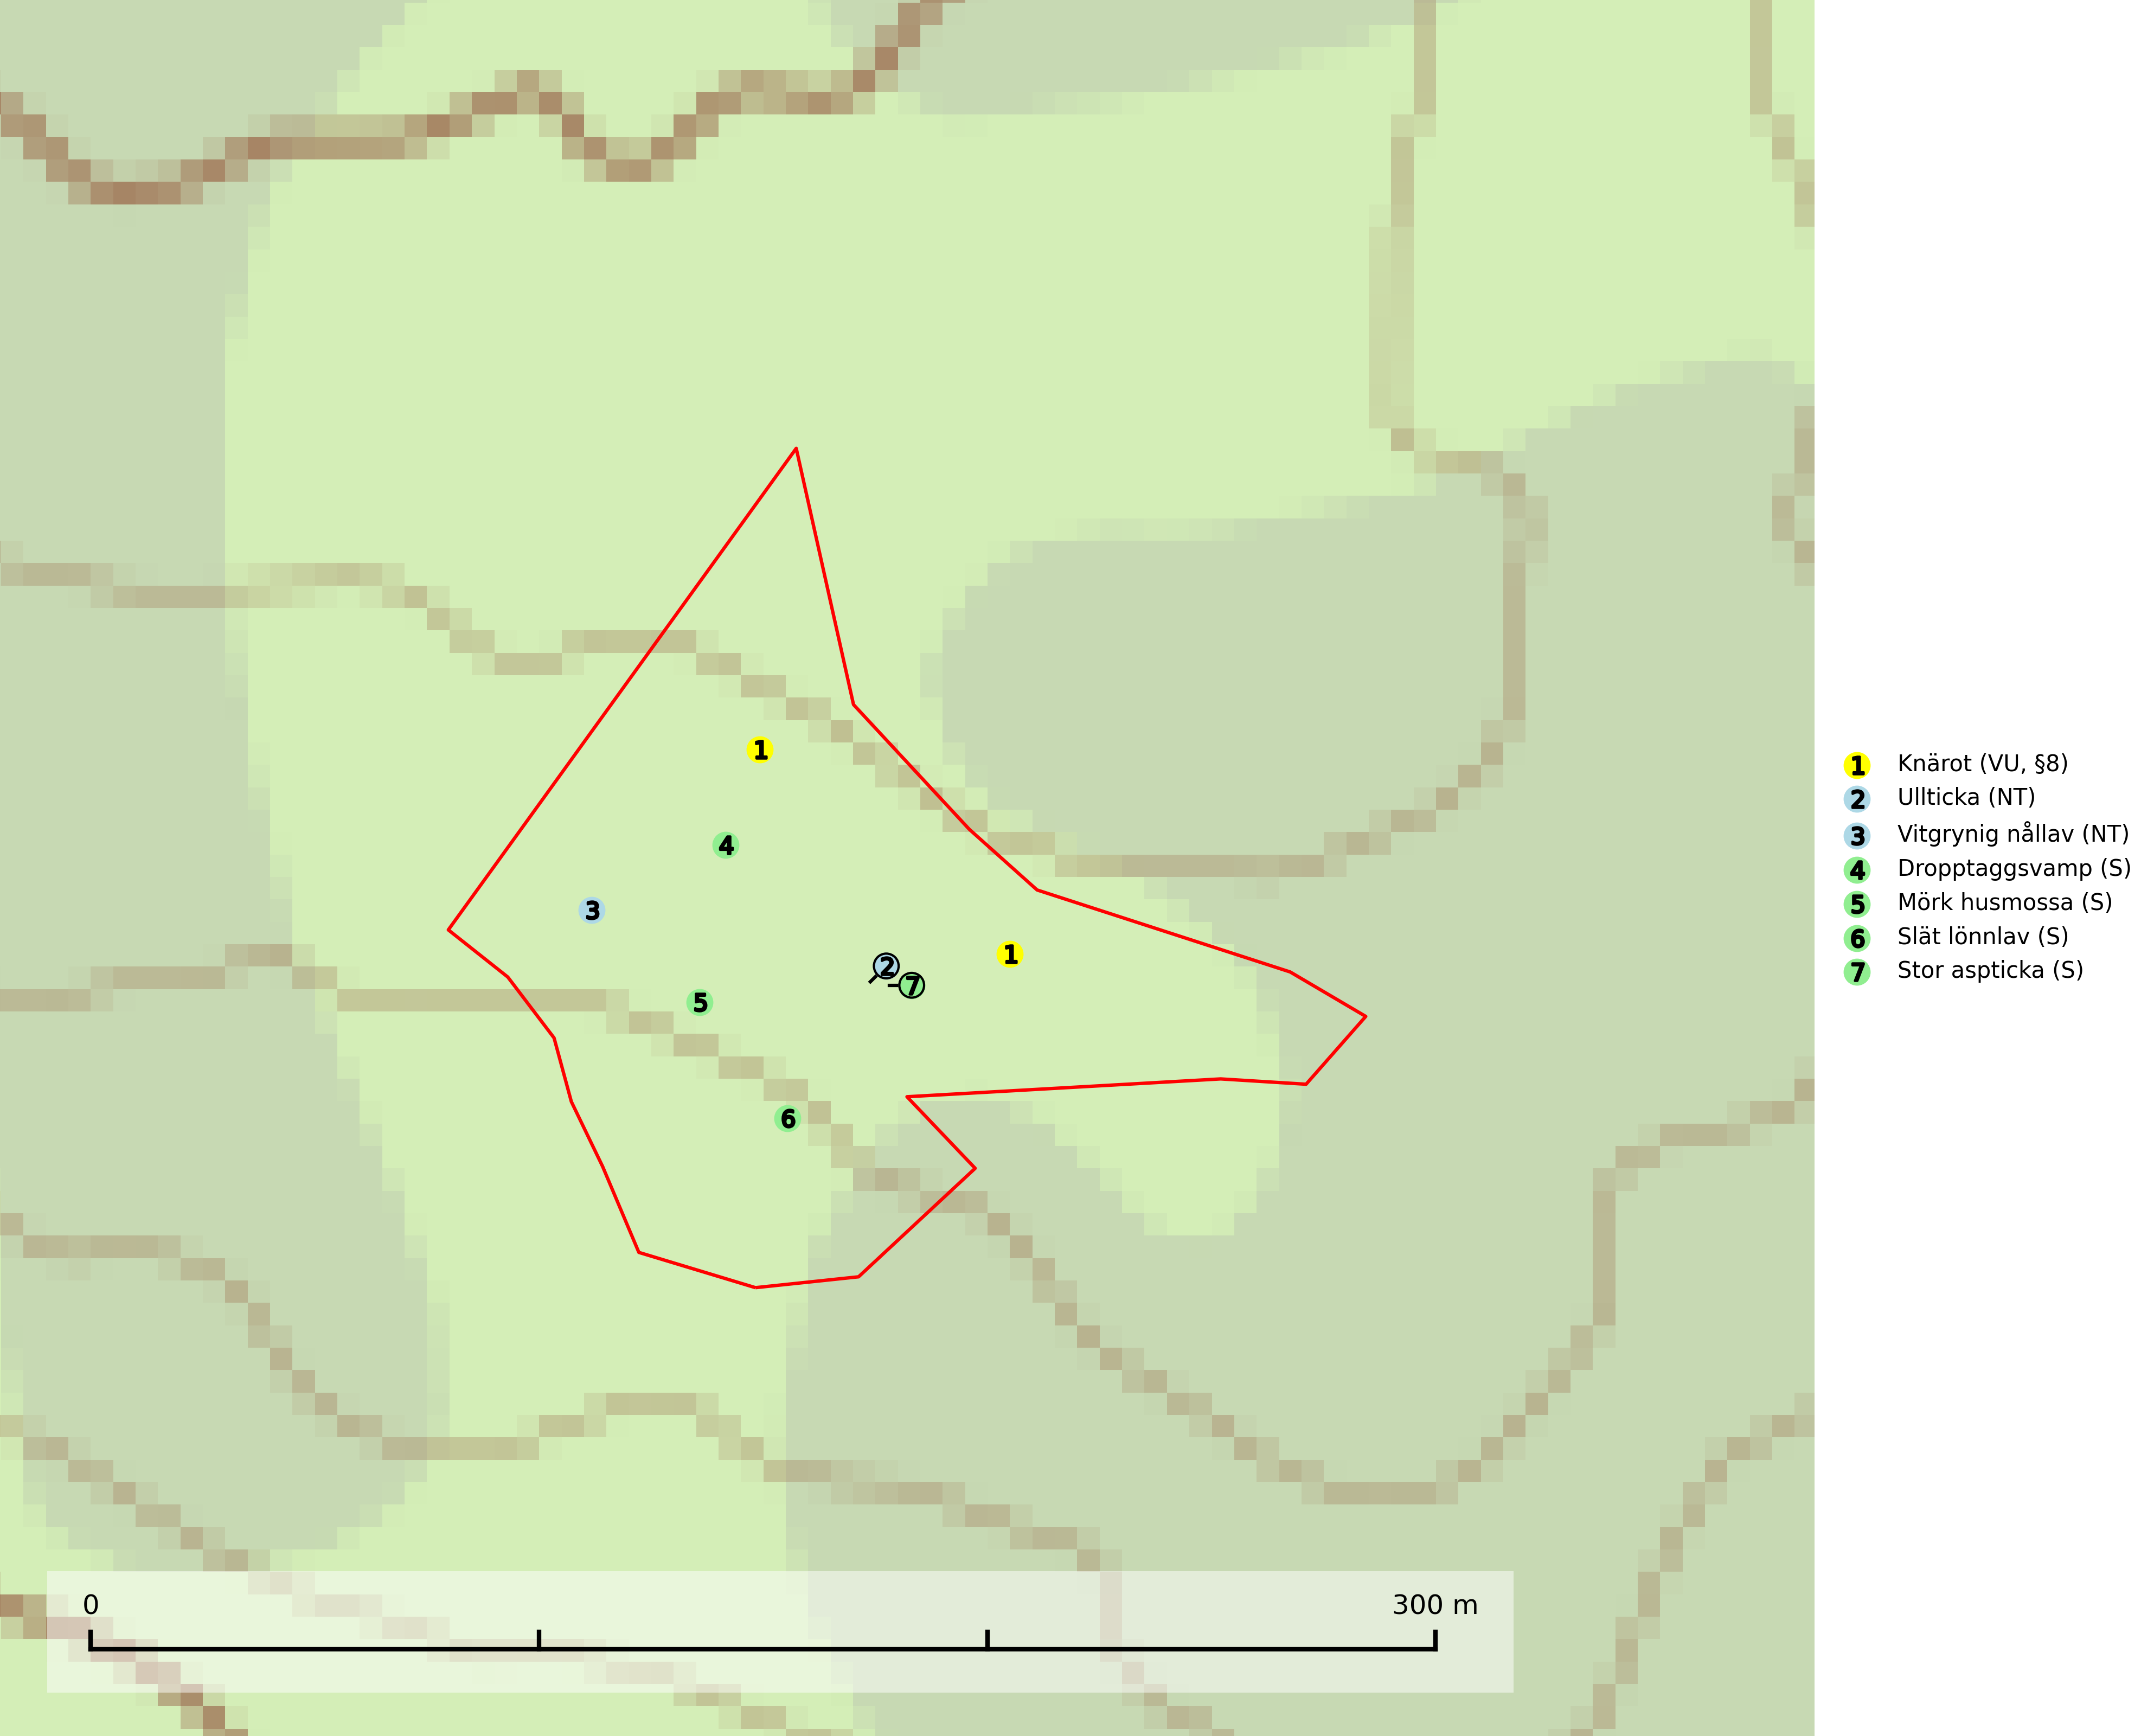 1
4
3
2
1
7
5
6
1 Knärot (VU, §8)
2 Ullticka (NT)
3 Vitgrynig nållav (NT)
4 Dropptaggsvamp (S)
5 Mörk husmossa (S)
6 Slät lönnlav (S)
7 Stor aspticka (S)
0 300 m